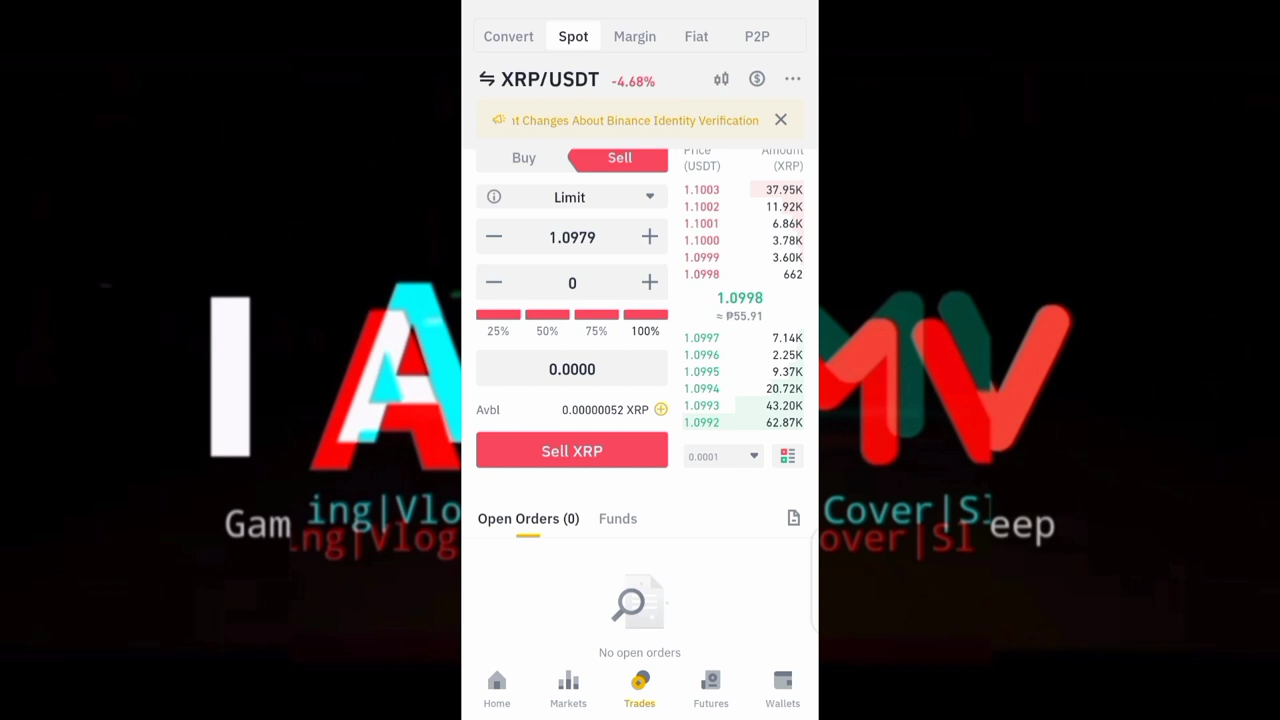 Convert Spot Margin Fiat P2P
XRP/USDT -4.68%
t Changes About Binance Identity Verification
Buy Sell
Price Amount
(USDT) (XRP)
Limit
1.0979
0
25% 50% 75% 100%
0.0000
Avbl 0.00000052 XRP
Sell XRP
1.1003 37.95K
1.1002 11.92K
1.1001 6.86K
1.1000 3.78K
1.0999 3.60K
1.0998 662
1.0998
≈ ₱55.91
1.0997 7.14K
1.0996 2.25K
1.0995 9.37K
1.0994 20.72K
1.0993 43.20K
1.0992 62.87K
0.0001
Open Orders (0) Funds
No open orders
Home Markets Trades Futures Wallets
I A MV
Gaming|Vlo Cover|Sleep